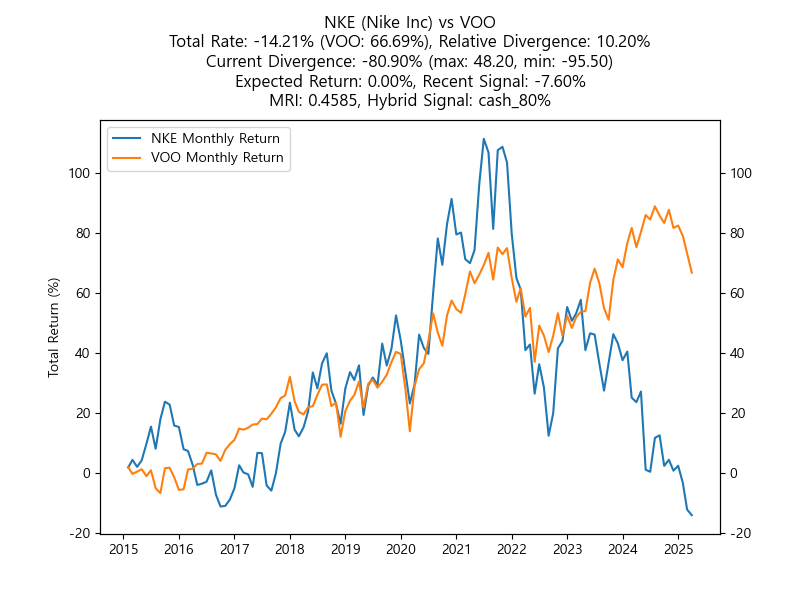 NKE (Nike Inc) vs VOO
Total Rate: -14.21% (VOO: 66.69%), Relative Divergence: 10.20%
Current Divergence: -80.90% (max: 48.20, min: -95.50)
Expected Return: 0.00%, Recent Signal: -7.60%
MRI: 0.4585, Hybrid Signal: cash_80%
NKE Monthly Return
VOO Monthly Return
Total Return (%)
100
80
60
40
20
0
-20
100
80
60
40
20
0
-20
2015 2016 2017 2018 2019 2020 2021 2022 2023 2024 2025